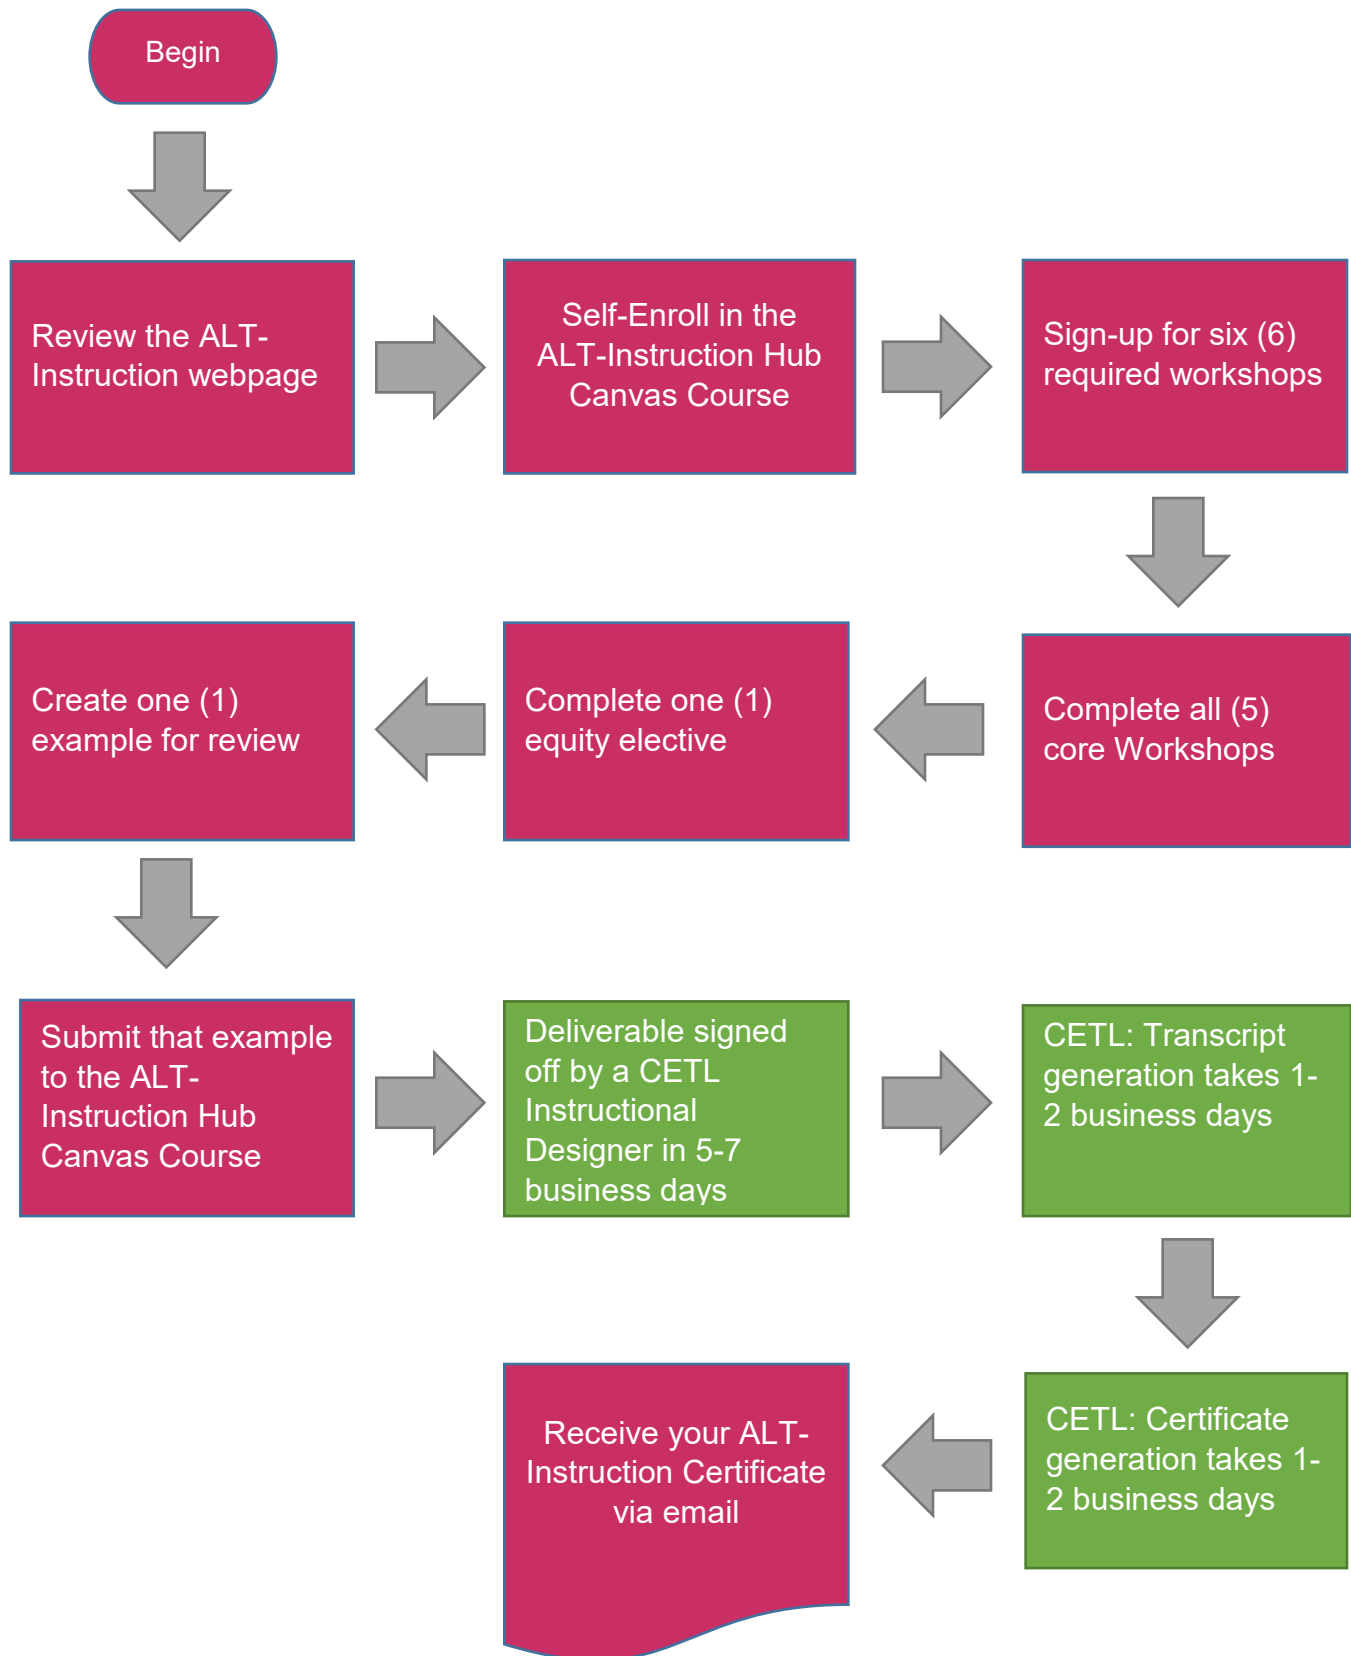 Begin
Review the ALT-
Instruction webpage
Self-Enroll in the
ALT-Instruction Hub
Canvas Course
Sign-up for six (6)
required workshops
Complete all (5)
core Workshops
Complete one (1)
equity elective
Create one (1)
example for review
Submit that example
to the ALT-
Instruction Hub
Canvas Course
Deliverable signed
off by a CETL
Instructional
Designer in 5-7
business days
CETL: Transcript
generation takes 1-
2 business days
CETL: Certificate
generation takes 1-
2 business days
Receive your ALT-
Instruction Certificate
via email